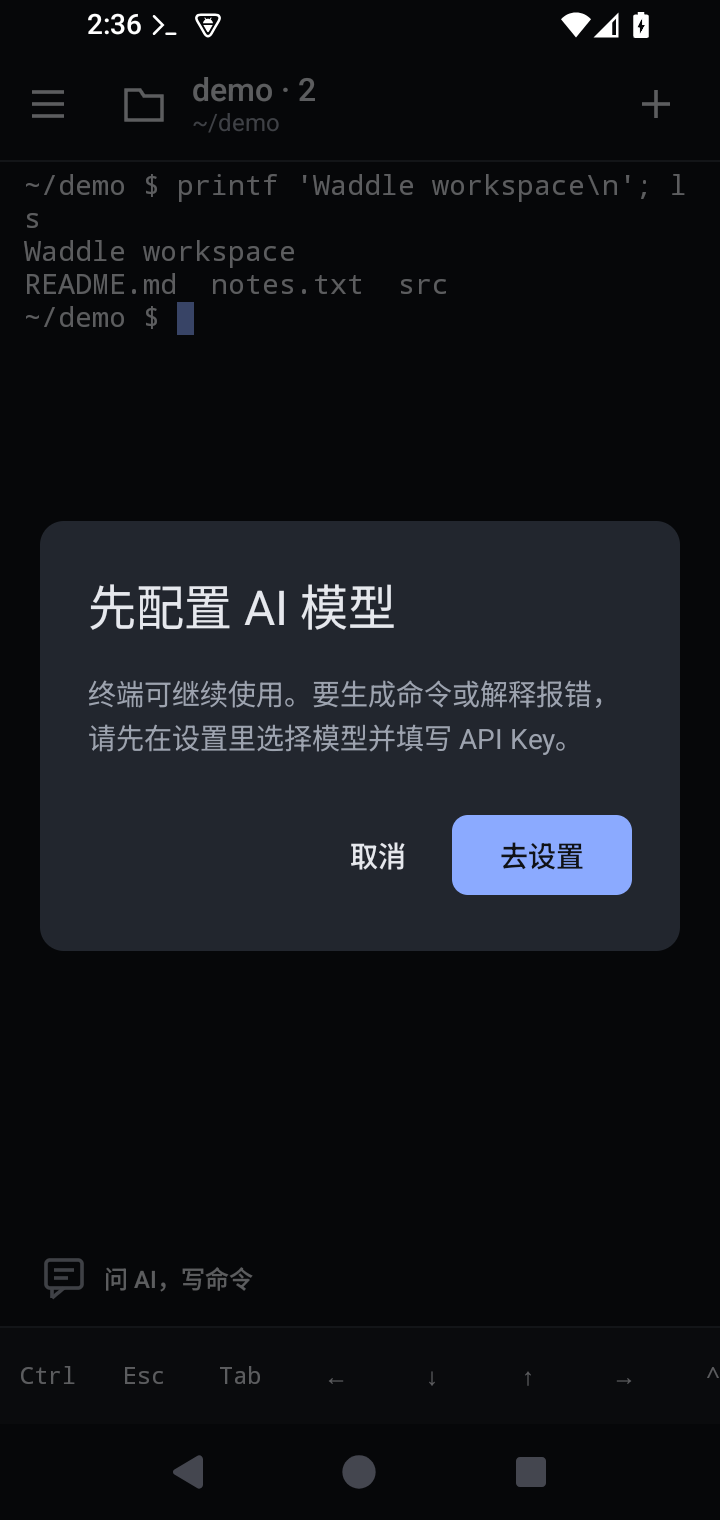 2:36
demo · 2
~/demo
~/demo $ printf 'Waddle workspace\n'; l
s
Waddle workspace
README.md  notes.txt  src
~/demo $
先配置 AI 模型
终端可继续使用。要生成命令或解释报错，
请先在设置里选择模型并填写 API Key。
取消 去设置
问 AI，写命令
Ctrl Esc Tab ← ↓ ↑ → ^